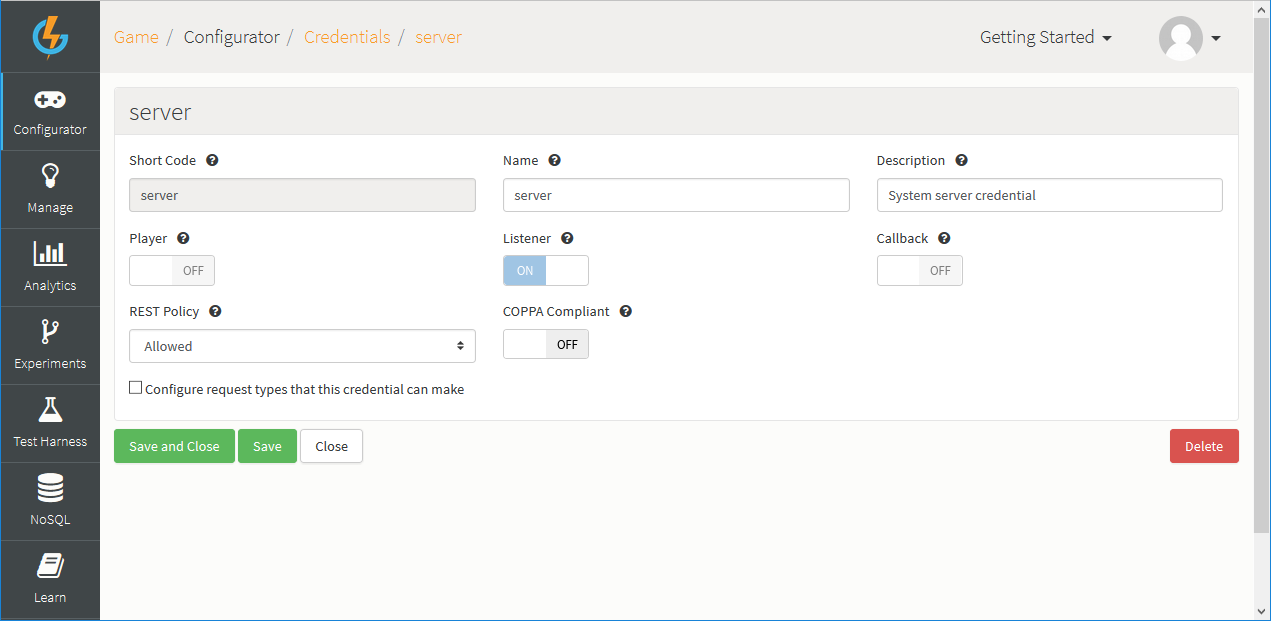 Game / Configurator / Credentials / server
Getting Started
Configurator
Manage
Analytics
Experiments
Test Harness
NoSQL
Learn
server
Short Code
Name
Description
server
server
System server credential
Player
Listener
Callback
OFF
ON
OFF
REST Policy
COPPA Compliant
Allowed
OFF
Configure request types that this credential can make
Save and Close
Save
Close
Delete